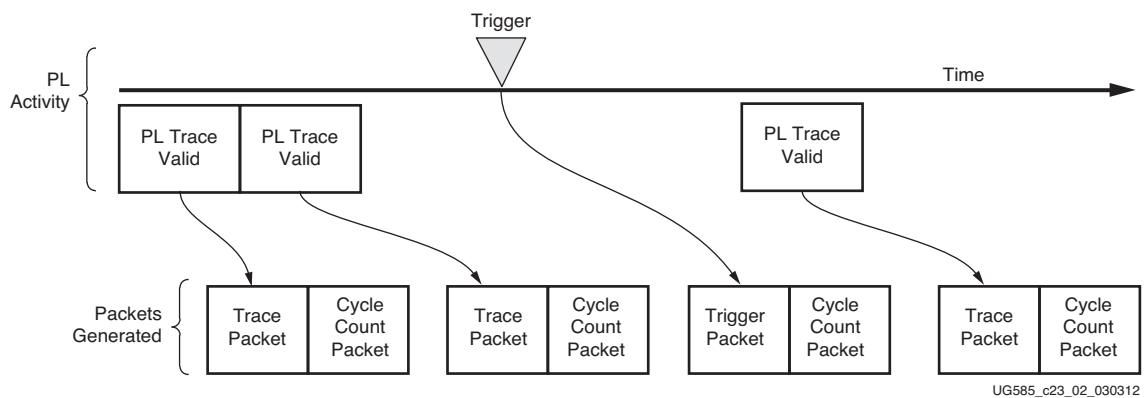 Trigger
PL
Activity
Time
PL Trace
Valid
PL Trace
Valid
PL Trace
Valid
Packets
Generated
Trace
Packet
Cycle
Count
Packet
Trace
Packet
Cycle
Count
Packet
Trigger
Packet
Cycle
Count
Packet
Trace
Packet
Cycle
Count
Packet
UG585_c23_02_030312